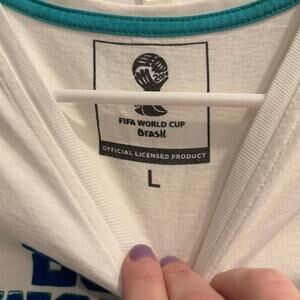 FIFA WORLD CUP
Brasil
OFFICIAL LICENSED PRODUCT
L